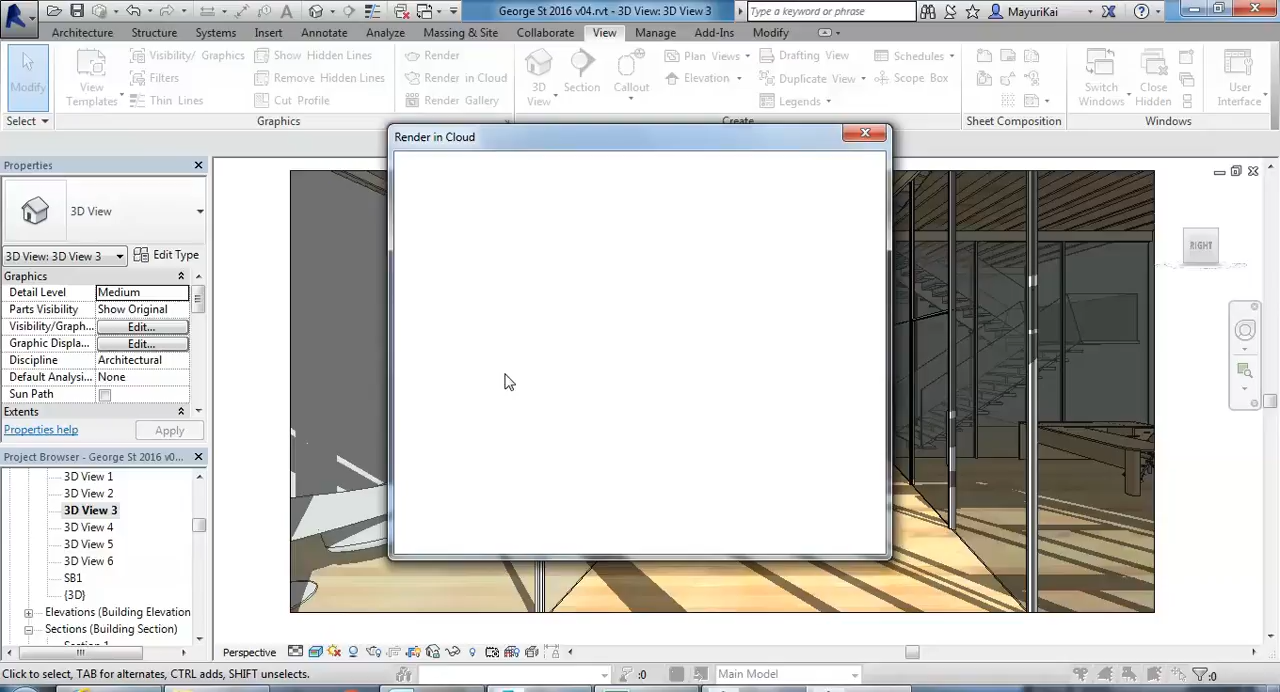 George St v04.rvt - 3D View: 3D View 3
Type a keyword or phrase
MayuriKai
Architecture Structure Systems Insert Annotate Analyze Massing & Site Collaborate View Manage Add-Ins Modify
Modify
View
Templates
Visibility/ Graphics
Filters
Thin Lines
Show Hidden Lines
Remove Hidden Lines
Cut Profile
Render
Render in Cloud
Render Gallery
3D
View
Section
Callout
Plan Views
Elevation
Drafting View
Duplicate View
Legends
Schedules
Scope Box
Switch
Windows
Close
Hidden
User
Interface
Select
Graphics
Create
Sheet Composition
Windows
Render in Cloud
Properties
3D View
3D View: 3D View 3
Edit Type
Graphics
Detail Level Medium
Parts Visibility Show Original
Visibility/Graph... Edit...
Graphic Displa... Edit...
Discipline Architectural
Default Analysi... None
Sun Path
Extents
Properties help
Apply
Project Browser - George St 2016 v0...
3D View 1
3D View 2
3D View 3
3D View 4
3D View 5
3D View 6
SB1
{3D}
Elevations (Building Elevation
Sections (Building Section)
RIGHT
Perspective
Click to select, TAB for alternates, CTRL adds, SHIFT unselects.
:0
Main Model
:0